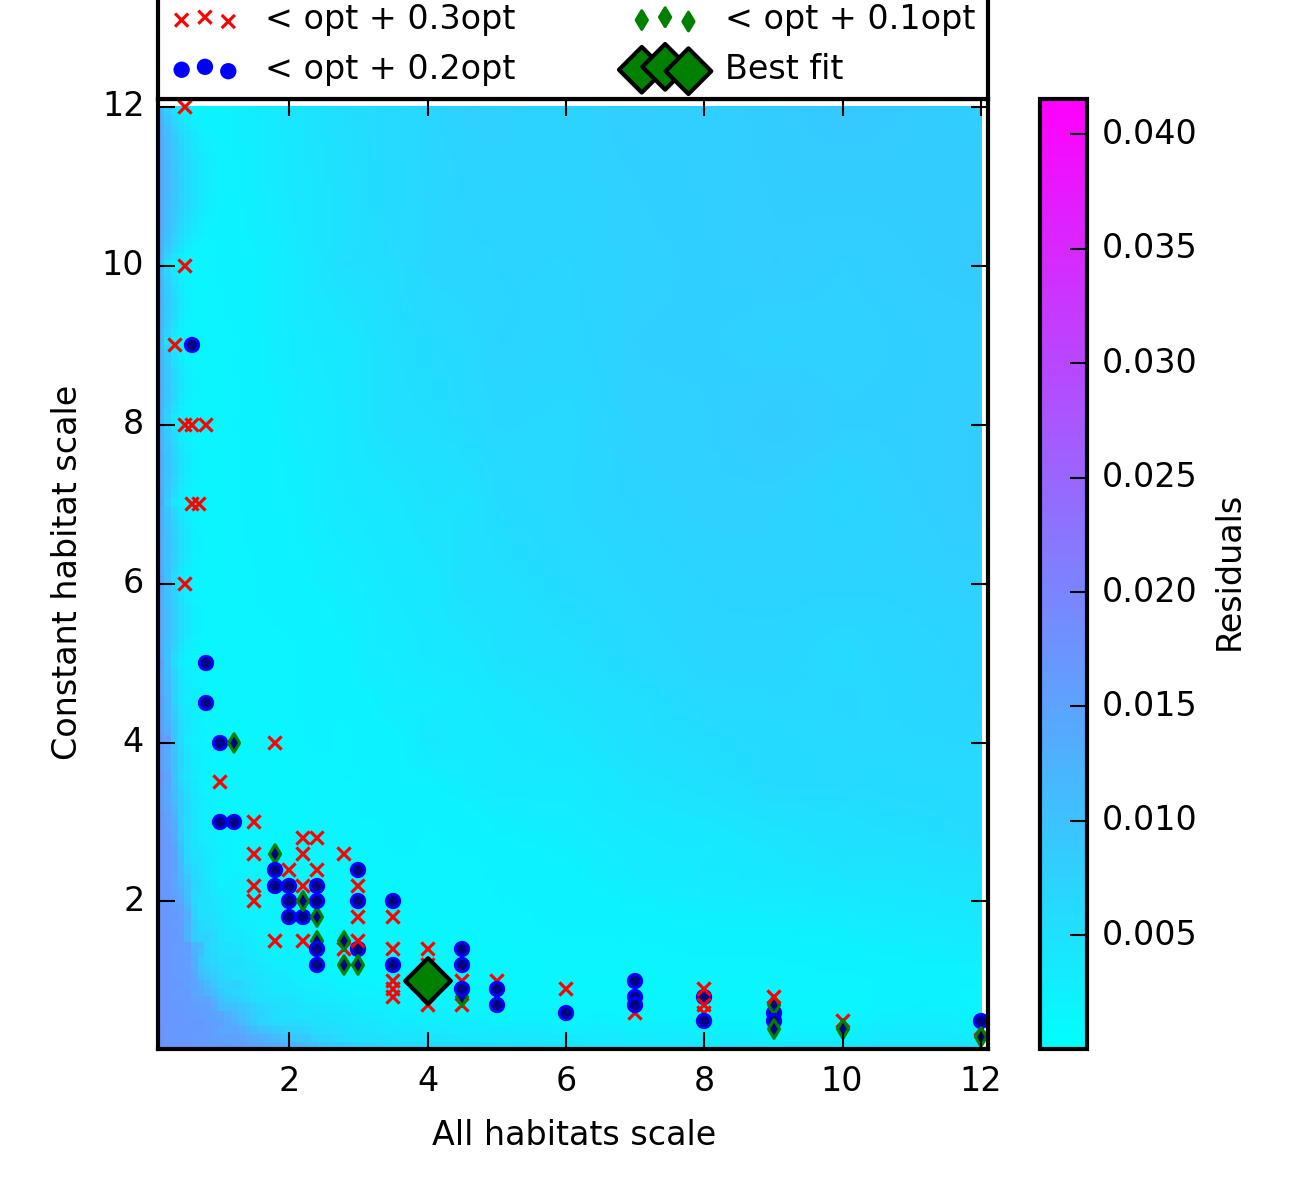 < opt + 0.3opt
< opt + 0.1opt
< opt + 0.2opt
Best fit
12
10
8
6
4
2
Constant habitat scale
2 4 6 8 10 12
All habitats scale
0.040
0.035
0.030
0.025
0.020
0.015
0.010
0.005
Residuals